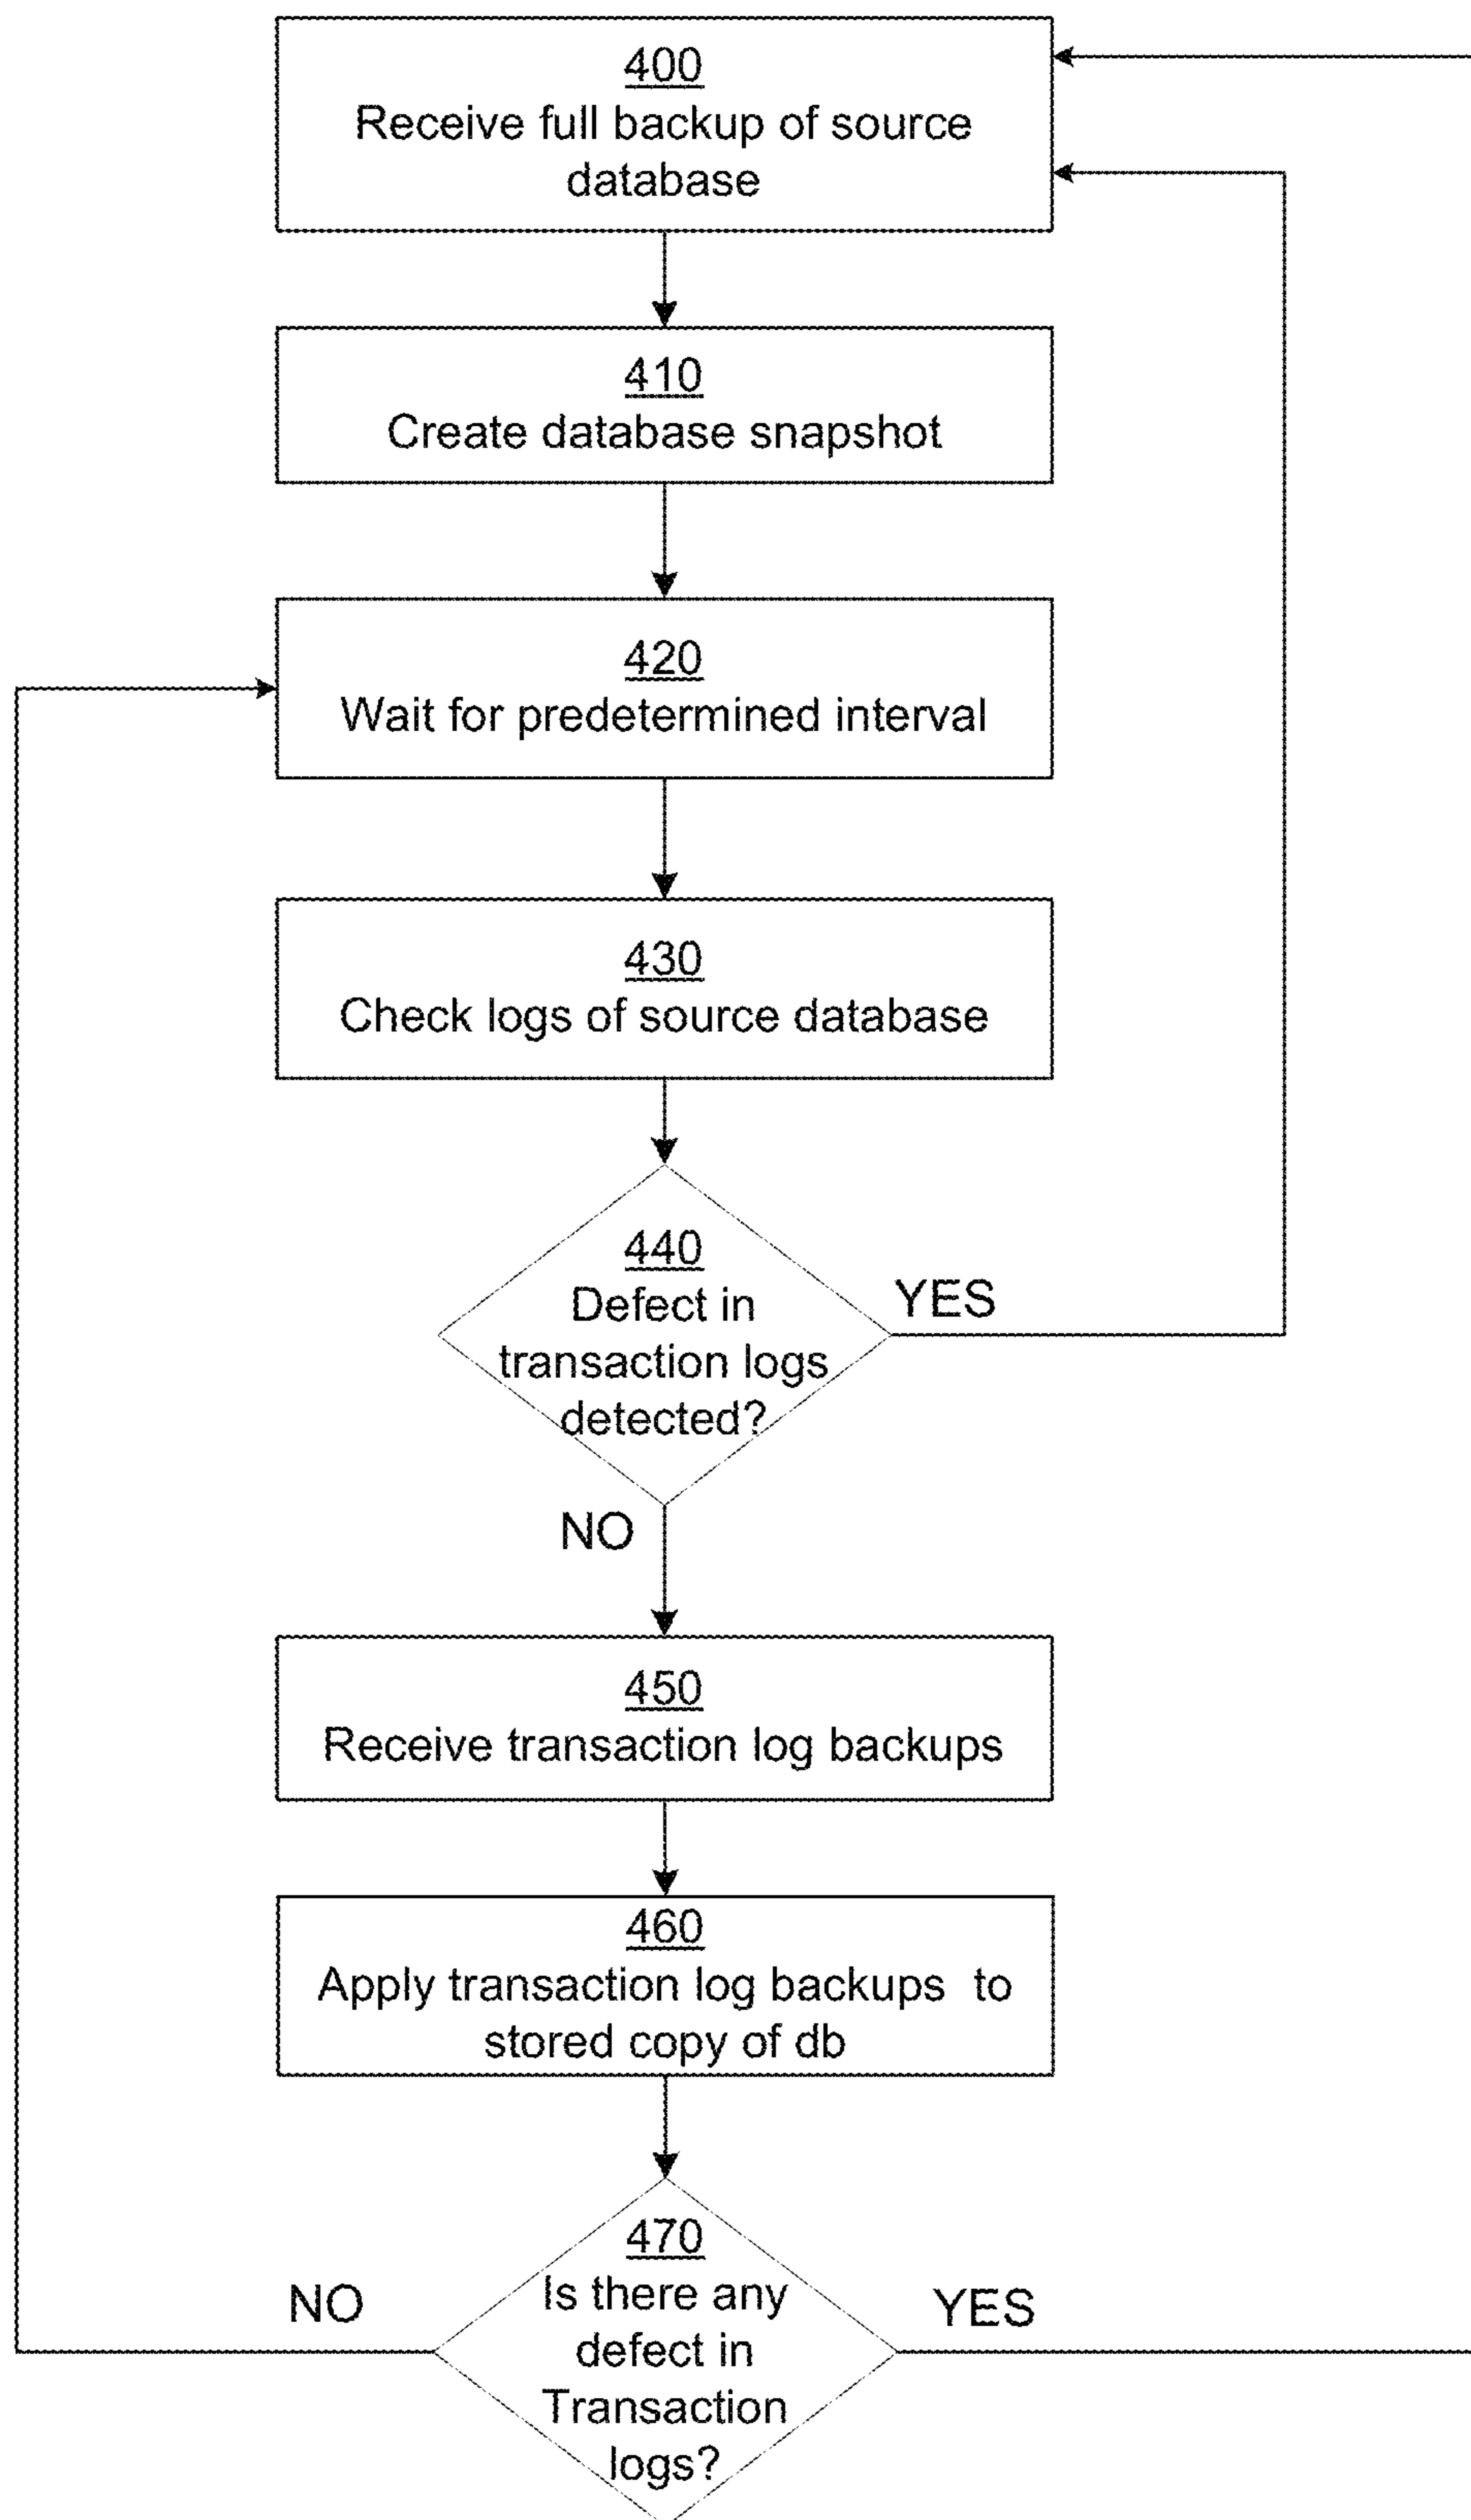 400
Receive full backup of source
database
410
Create database snapshot
420
Wait for predetermined interval
430
Check logs of source database
440
Defect in
transaction logs
detected?
YES
NO
450
Receive transaction log backups
460
Apply transaction log backups  to
stored copy of db
470
Is there any
defect in
Transaction
logs?
NO
YES